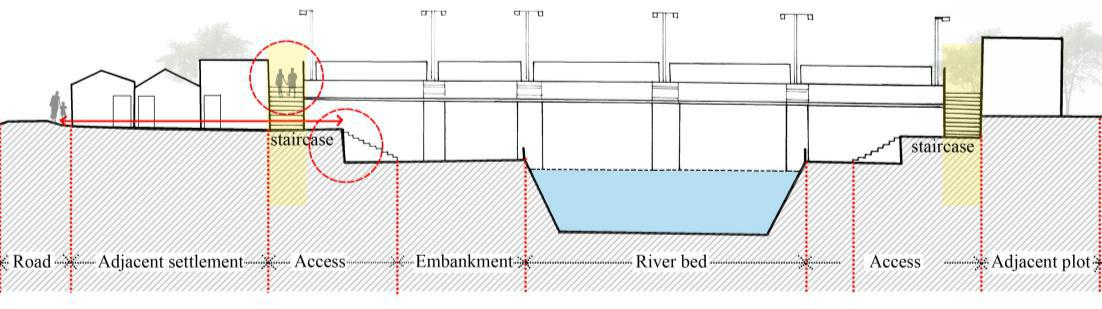 staircase
staircase
Road
Adjacent settlement
Access
Embankment
River bed
Access
Adjacent plot